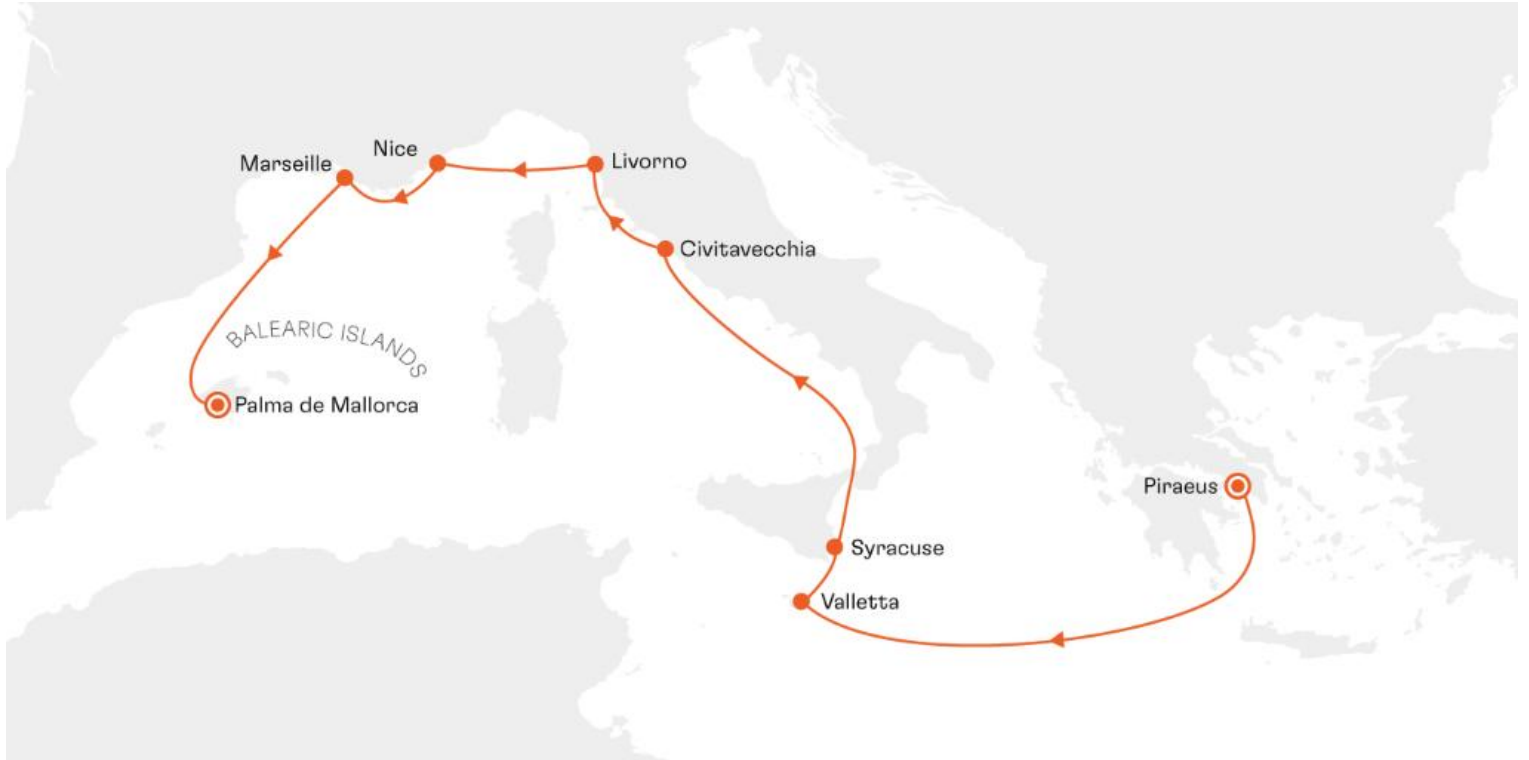 Nice
Marseille
Livorno
Civitavecchia
BALEARIC ISLANDS
Palma de Mallorca
Piraeus
Syracuse
Valletta